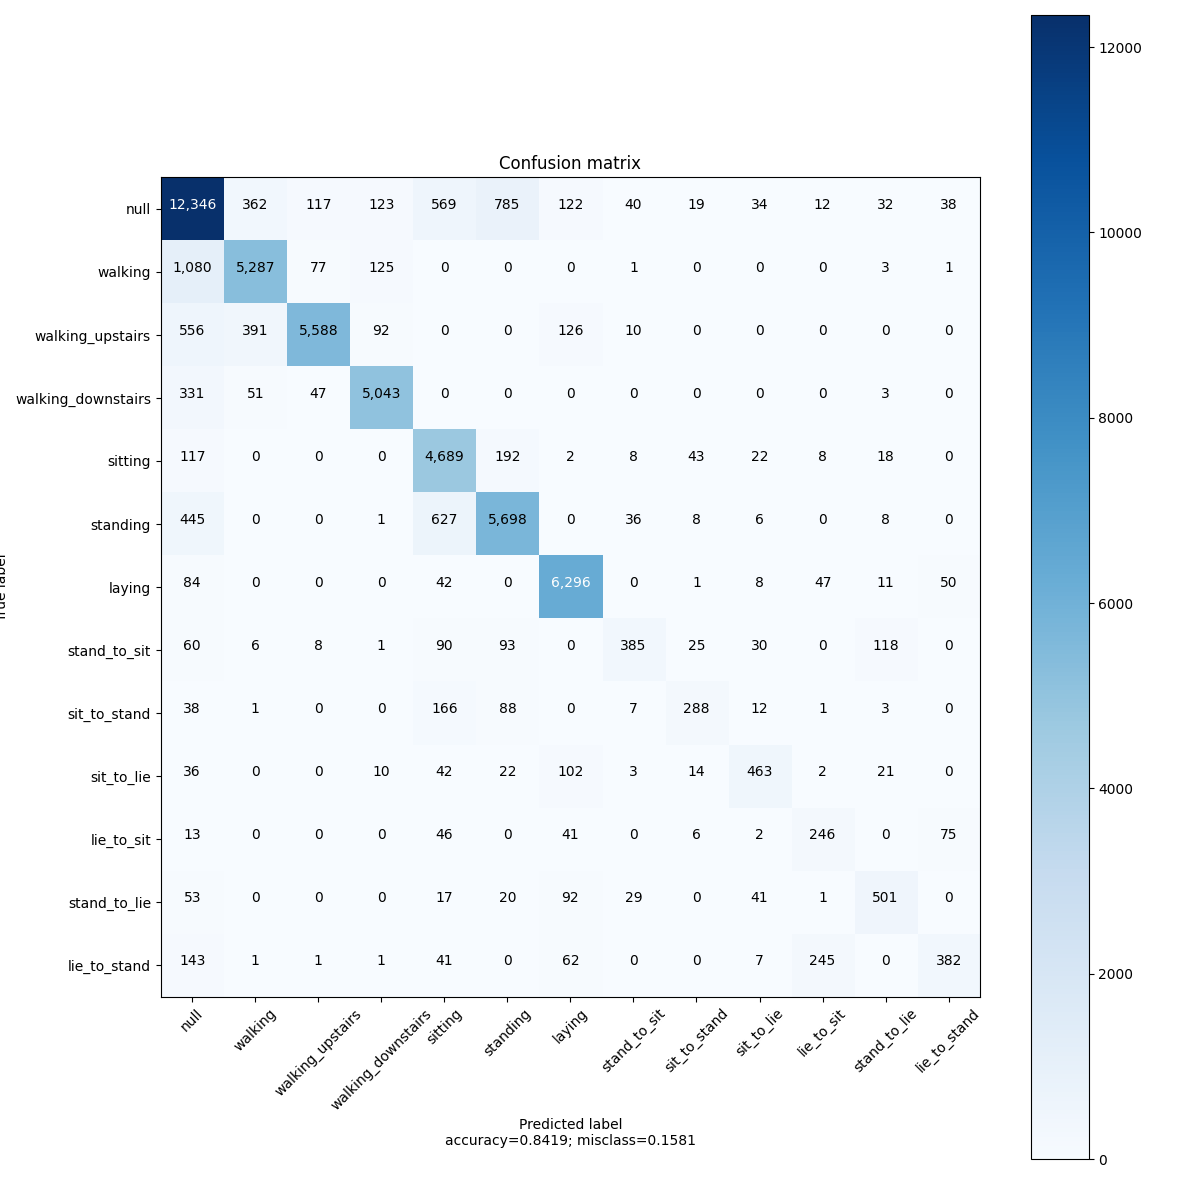 Confusion matrix
null 12,346 362 117 123 569 785 122 40 19 34 12 32 38
walking 1,080 5,287 77 125 0 0 0 1 0 0 0 3 1
walking_upstairs 556 391 5,588 92 0 0 126 10 0 0 0 0 0
walking_downstairs 331 51 47 5,043 0 0 0 0 0 0 0 3 0
sitting 117 0 0 0 4,689 192 2 8 43 22 8 18 0
standing 445 0 0 1 627 5,698 0 36 8 6 0 8 0
laying 84 0 0 0 42 0 6,296 0 1 8 47 11 50
stand_to_sit 60 6 8 1 90 93 0 385 25 30 0 118 0
sit_to_stand 38 1 0 0 166 88 0 7 288 12 1 3 0
sit_to_lie 36 0 0 10 42 22 102 3 14 463 2 21 0
lie_to_sit 13 0 0 0 46 0 41 0 6 2 246 0 75
stand_to_lie 53 0 0 0 17 20 92 29 0 41 1 501 0
lie_to_stand 143 1 1 1 41 0 62 0 0 7 245 0 382
null walking walking_upstairs walking_downstairs sitting standing laying stand_to_sit sit_to_stand sit_to_lie lie_to_sit stand_to_lie lie_to_stand
Predicted label
accuracy=0.8419; misclass=0.1581
12000
10000
8000
6000
4000
2000
0